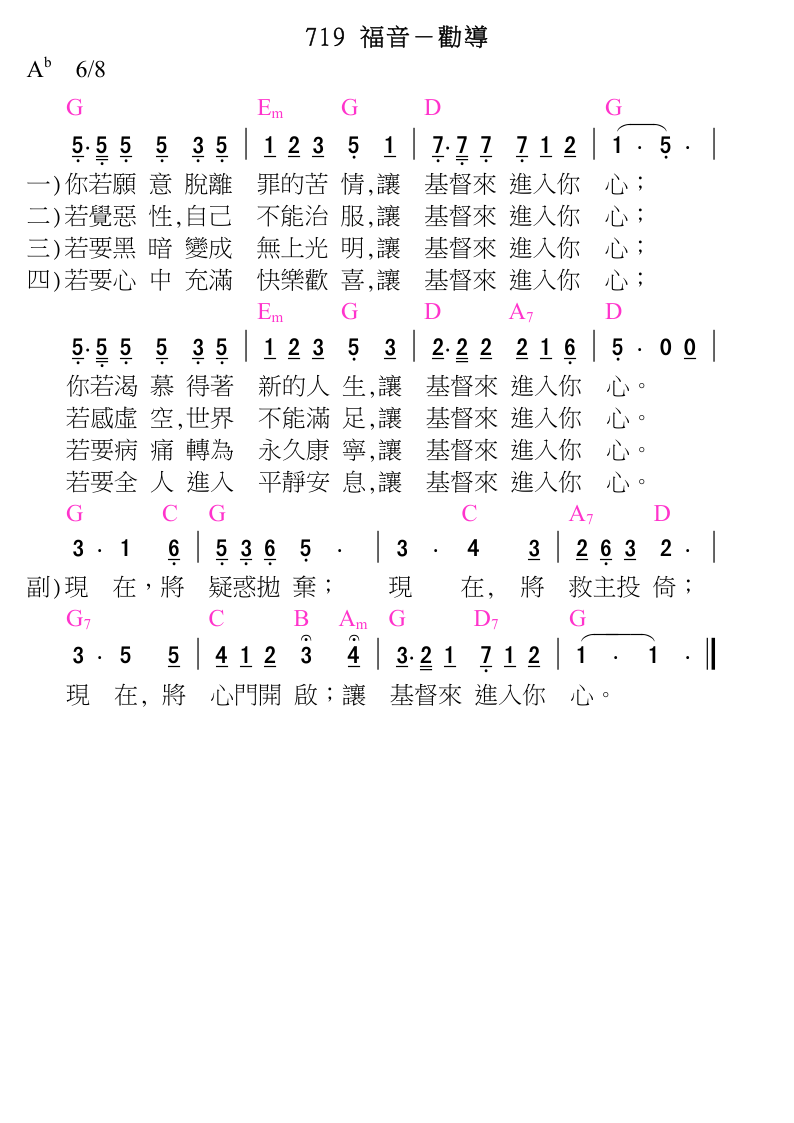 719 福音－勸導
Ab 6/8
G Em G D G
5·5 5 5 3 5 | 1 2 3 5 1 | 7·7 7 7 1 2 | 1 · 5 · |
一)你若願 意 脫離 罪的苦 情,讓 基督來 進入你 心；
二)若覺惡 性,自己 不能治 服,讓 基督來 進入你 心；
三)若要黑 暗 變成 無上光 明,讓 基督來 進入你 心；
四)若要心 中 充滿 快樂歡 喜,讓 基督來 進入你 心；
Em G D A7 D
5·5 5 5 3 5 | 1 2 3 5 3 | 2·2 2 2 1 6 | 5 · 0 0 |
你若渴 慕 得著 新的人 生,讓 基督來 進入你 心。
若感虛 空,世界 不能滿 足,讓 基督來 進入你 心。
若要病 痛 轉為 永久康 寧,讓 基督來 進入你 心。
若要全 人 進入 平靜安 息,讓 基督來 進入你 心。
G C G C A7 D
3 · 1 6 | 5 3 6 5 · | 3 · 4 3 | 2 6 3 2 · |
副)現 在，將 疑惑拋 棄； 現 在, 將 救主投 倚；
G7 C B Am G D7 G
3 · 5 5 | 4 1 2 3 4 | 3·2 1 7 1 2 | 1 · 1 · ‖
現 在, 將 心門開 啟；讓 基督來 進入你 心。